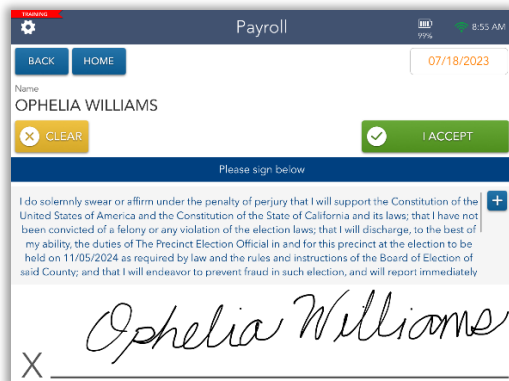 TRAINING
Payroll
99%
8:55 AM
BACK
HOME
07/18/2023
Name
OPHELIA WILLIAMS
CLEAR
I ACCEPT
Please sign below
I do solemnly swear or affirm under the penalty of perjury that I will support the Constitution of the
United States of America and the Constitution of the State of California and its laws; that I have not
been convicted of a felony or any violation of the election laws; that I will discharge, to the best of
my ability, the duties of The Precinct Election Official in and for this precinct at the election to be
held on 11/05/2024 as required by law and the rules and instructions of the Board of Election of
said County; and that I will endeavor to prevent fraud in such election, and will report immediately
Ophelia Williams
X